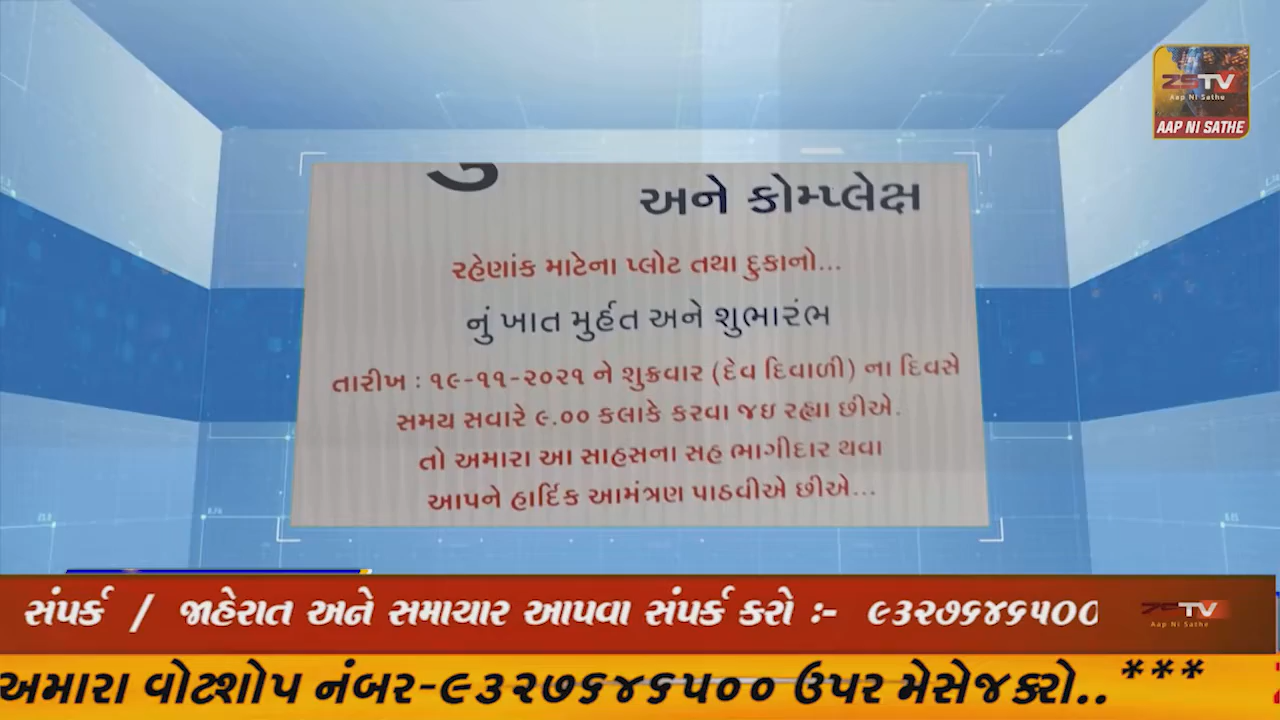 ZSTV
Aap Ni Sathe
AAP NI SATHE
અને કોમ્પ્લેક્ષ
રહેણાંક માટેના પ્લોટ તથા દુકાનો...
નું ખાત મુર્હત અને શુભારંભ
તારીખ : ૧૯-૧૧-૨૦૨૧ ને શુક્રવાર (દેવ દિવાળી) ના દિવસે
સમય સવારે ૯.૦૦ કલાકે કરવા જઇ રહ્યા છીએ.
તો અમારા આ સાહસના સહ ભાગીદાર થવા
આપને હાર્દિક આમંત્રણ પાઠવીએ છીએ...
સંપર્ક / જાહેરાત અને સમાચાર આપવા સંપર્ક કરો :- ૯૩૨૭૬૪૬૫૦૦
ZSTV
Aap Ni Sathe
અમારા વોટ્શોપ નંબર-૯૩૨૭૬૪૬૫૦૦ ઉપર મેસેજ કરો.. ***